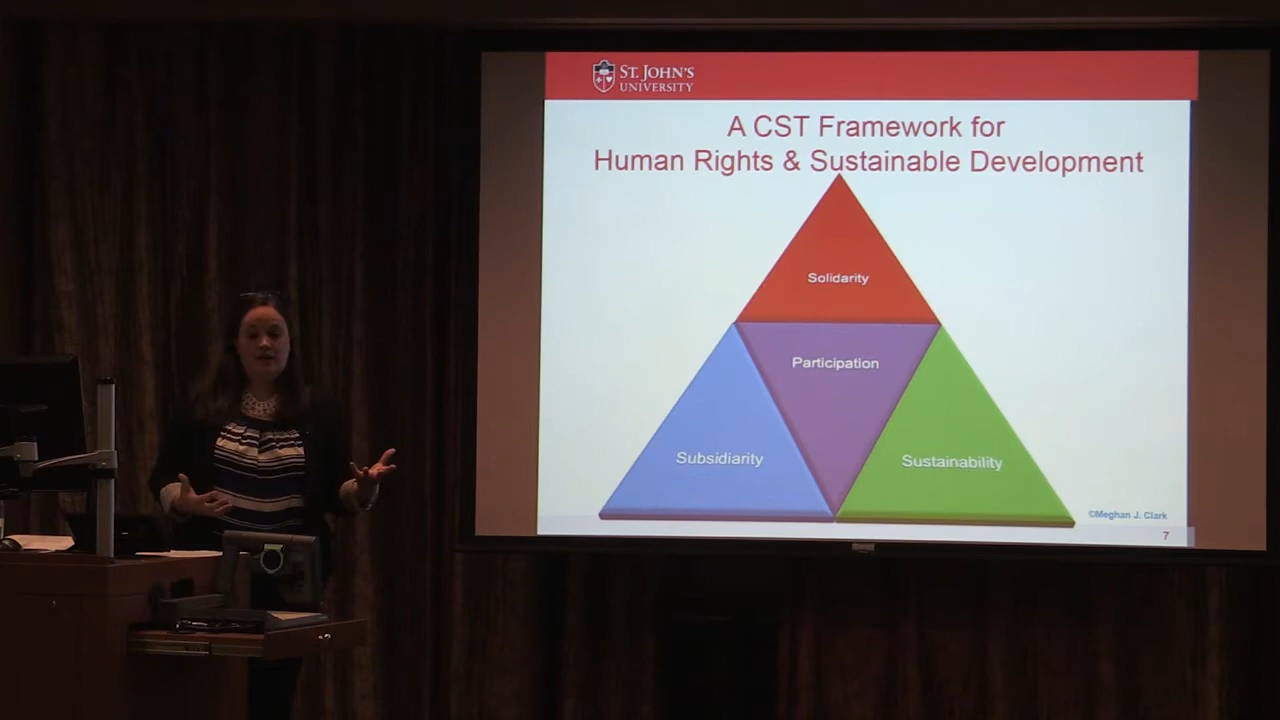 ST. JOHN'S
UNIVERSITY
A CST Framework for
Human Rights & Sustainable Development
Solidarity
Participation
Subsidiarity
Sustainability
©Meghan J. Clark
7